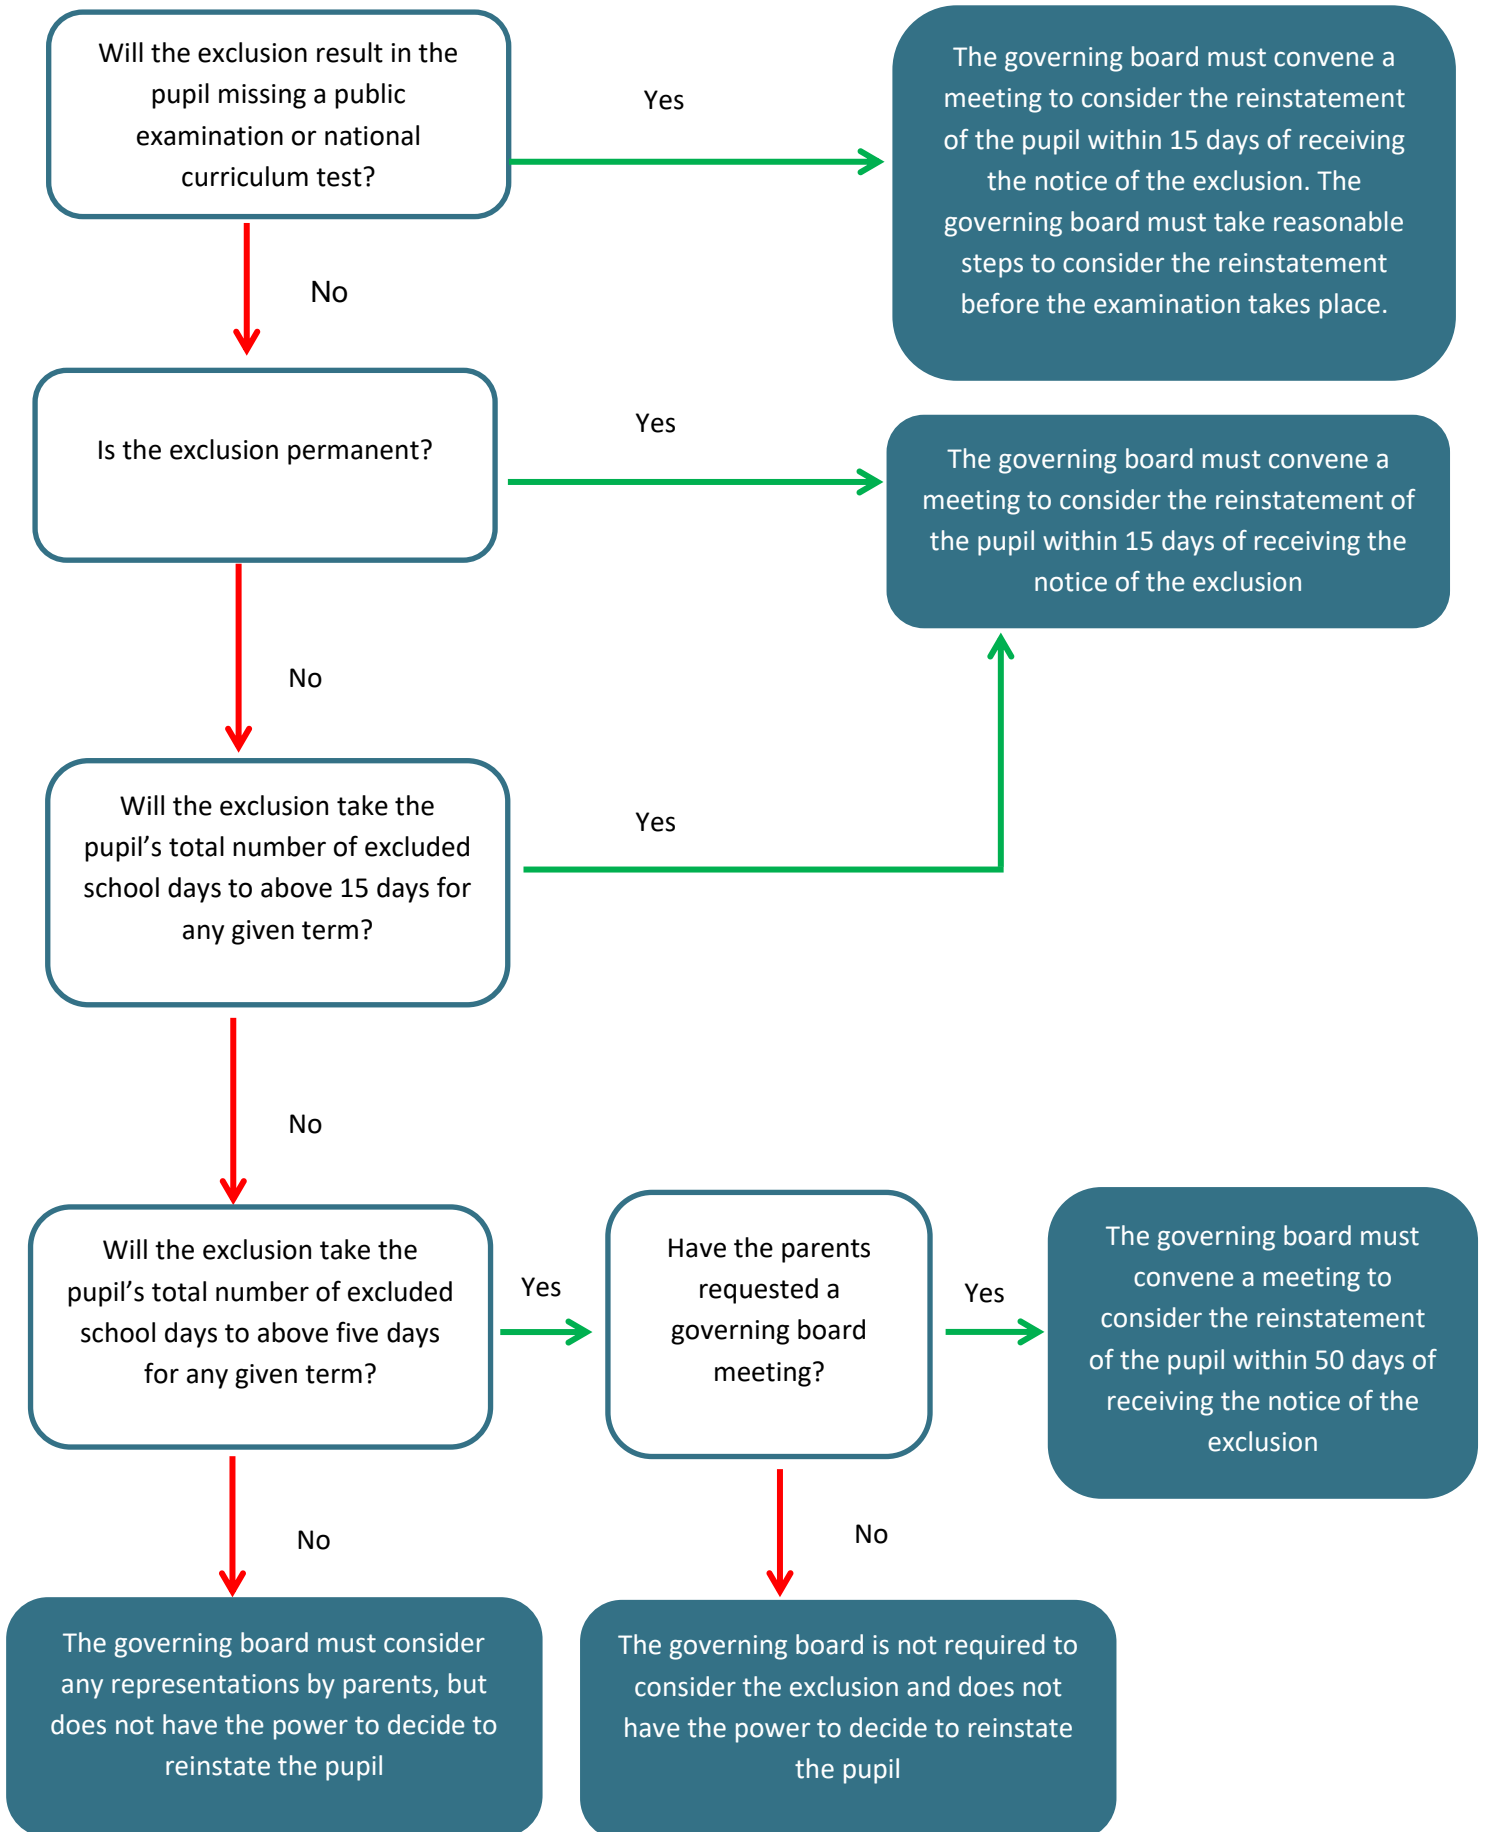 Will the exclusion result in the
pupil missing a public
examination or national
curriculum test?
Yes
The governing board must convene a
meeting to consider the reinstatement
of the pupil within 15 days of receiving
the notice of the exclusion. The
governing board must take reasonable
steps to consider the reinstatement
before the examination takes place.
No
Is the exclusion permanent?
Yes
The governing board must convene a
meeting to consider the reinstatement of
the pupil within 15 days of receiving the
notice of the exclusion
No
Will the exclusion take the
pupil’s total number of excluded
school days to above 15 days for
any given term?
Yes
No
Will the exclusion take the
pupil’s total number of excluded
school days to above five days
for any given term?
Yes
Have the parents
requested a
governing board
meeting?
Yes
The governing board must
convene a meeting to
consider the reinstatement
of the pupil within 50 days of
receiving the notice of the
exclusion
No
No
The governing board must consider
any representations by parents, but
does not have the power to decide to
reinstate the pupil
The governing board is not required to
consider the exclusion and does not
have the power to decide to reinstate
the pupil